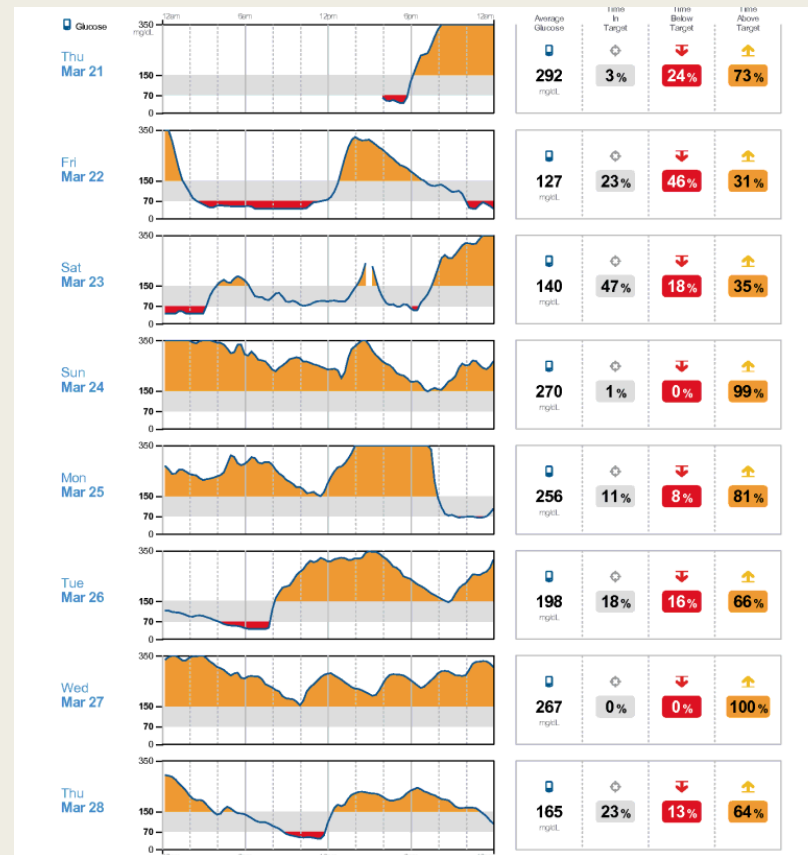 Glucose
12am 6am 12pm 6pm 12am
mg/dL
Average Glucose
Time In Target
Time Below Target
Time Above Target
Thu
Mar 21
350
150
70
0
292
mg/dL
3 %
24 %
73 %
Fri
Mar 22
350
150
70
0
127
mg/dL
23 %
46 %
31 %
Sat
Mar 23
350
150
70
0
140
mg/dL
47 %
18 %
35 %
Sun
Mar 24
350
150
70
0
270
mg/dL
1 %
0 %
99 %
Mon
Mar 25
350
150
70
0
256
mg/dL
11 %
8 %
81 %
Tue
Mar 26
350
150
70
0
198
mg/dL
18 %
16 %
66 %
Wed
Mar 27
350
150
70
0
267
mg/dL
0 %
0 %
100 %
Thu
Mar 28
350
150
70
0
165
mg/dL
23 %
13 %
64 %